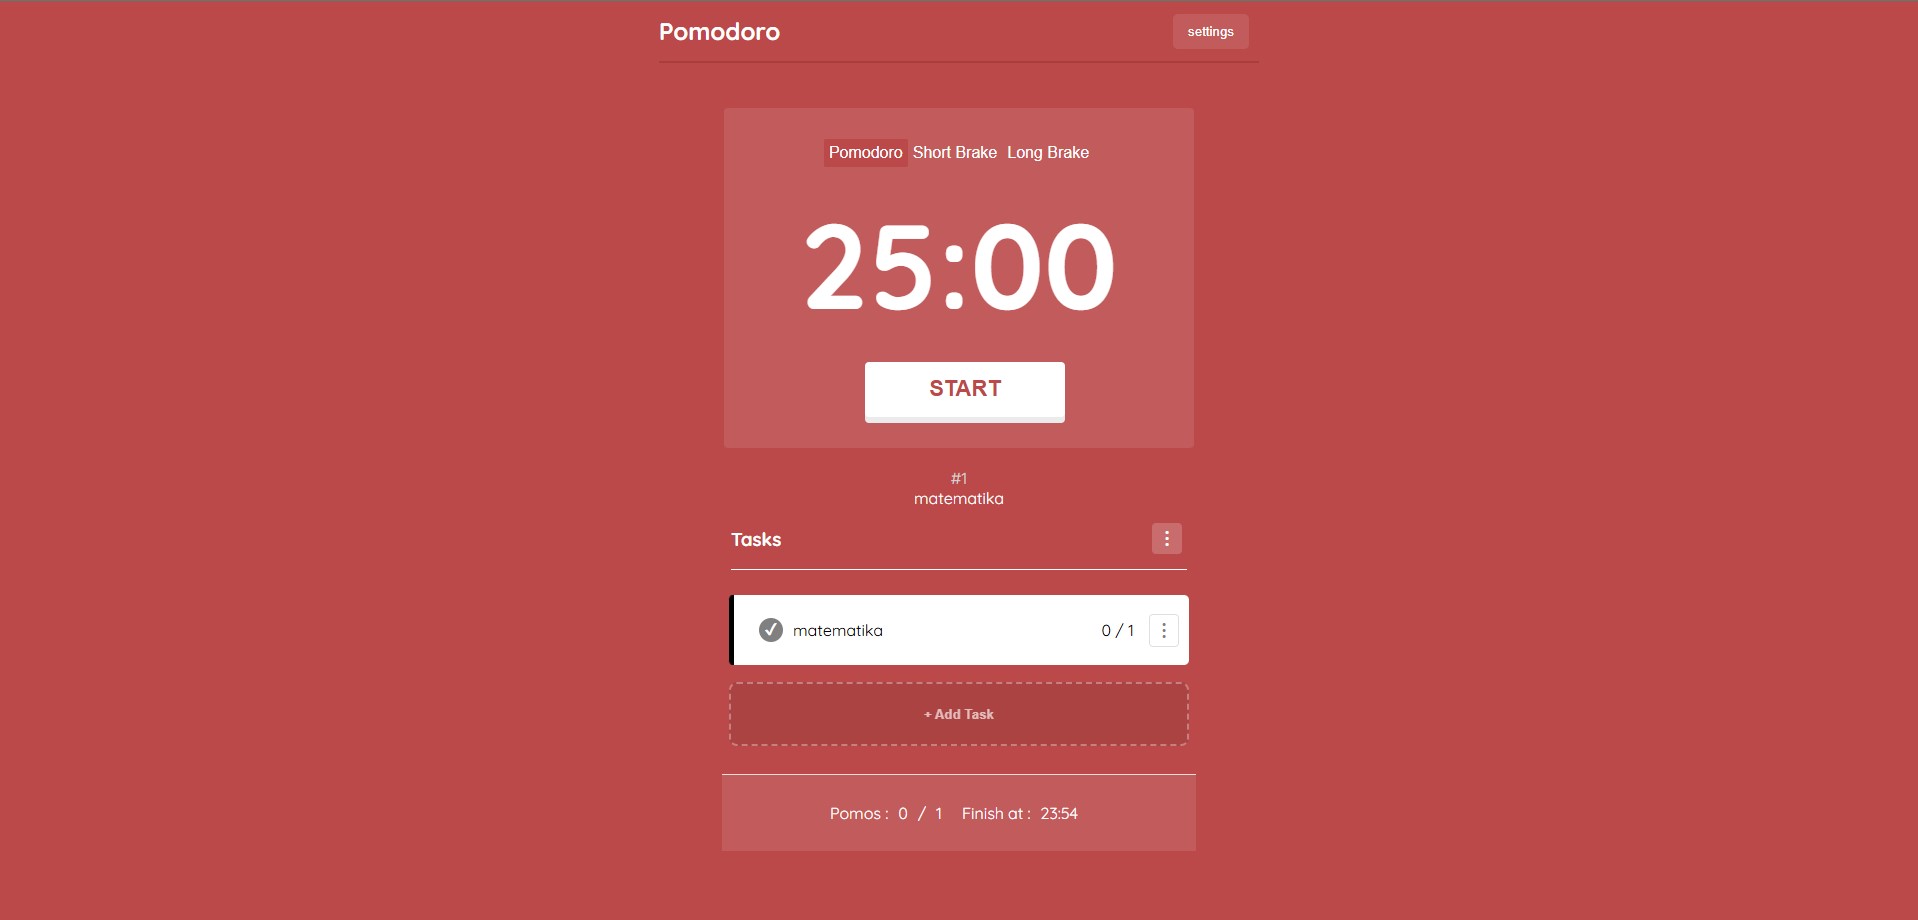 Pomodoro settings
Pomodoro Short Brake Long Brake
25:00
START
#1
matematika
Tasks
matematika 0 / 1
+ Add Task
Pomos : 0 / 1 Finish at : 23:54